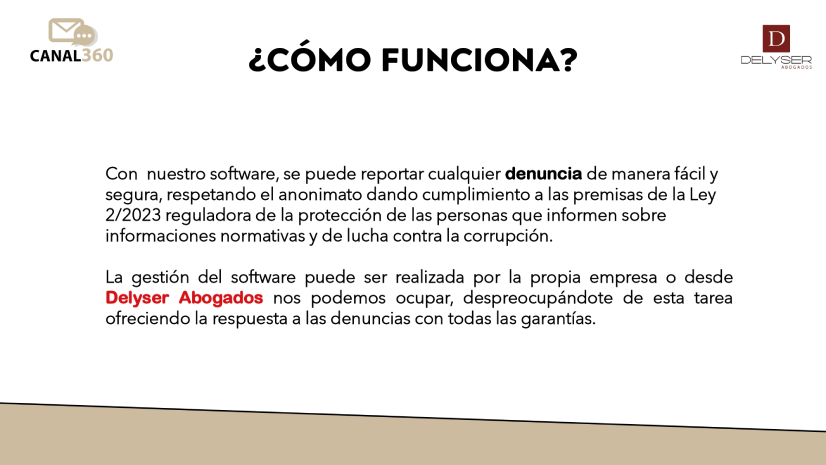 CANAL360
¿CÓMO FUNCIONA?
D
DELYSER
ABOGADOS
Con nuestro software, se puede reportar cualquier denuncia de manera fácil y
segura, respetando el anonimato dando cumplimiento a las premisas de la Ley
2/2023 reguladora de la protección de las personas que informen sobre
informaciones normativas y de lucha contra la corrupción.
La gestión del software puede ser realizada por la propia empresa o desde
Delyser Abogados nos podemos ocupar, despreocupándote de esta tarea
ofreciendo la respuesta a las denuncias con todas las garantías.